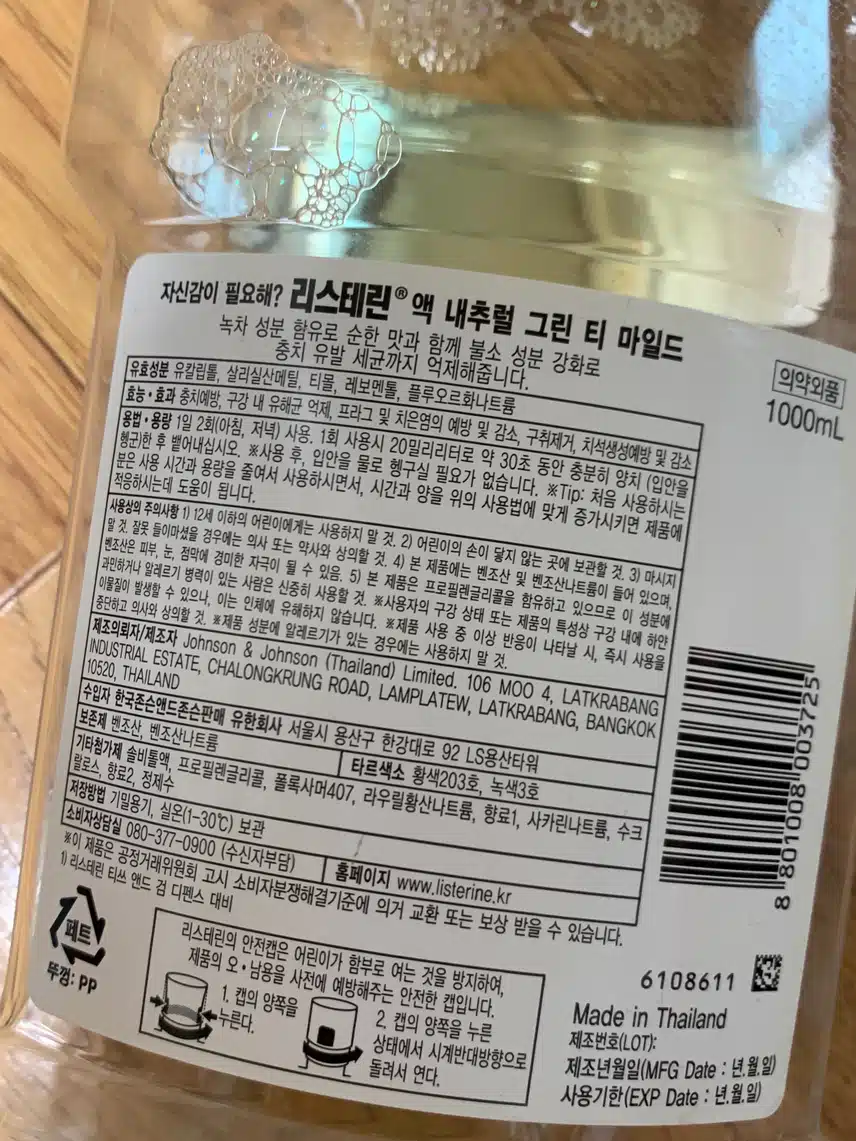 자신감이 필요해? 리스테린® 액 내추럴 그린 티 마일드
녹차 성분 함유로 순한 맛과 함께 불소 성분 강화로
충치 유발 세균까지 억제해줍니다.
의약외품
1000mL
유효성분 유칼립톨, 살리실산메틸, 티몰, 레보멘톨, 플루오르화나트륨
효능·효과 충치예방, 구강 내 유해균 억제, 프라그 및 치은염의 예방 및 감소, 구취제거, 치석생성예방 및 감소
용법·용량 1일 2회(아침, 저녁) 사용. 1회 사용시 20밀리리터로 약 30초 동안 충분히 양치 (입안을
헹군)한 후 뱉어내십시오. ※사용 후, 입안을 물로 헹구실 필요가 없습니다. ※Tip: 처음 사용하시는
분은 사용 시간과 용량을 줄여서 사용하시면서, 시간과 양을 위의 사용법에 맞게 증가시키면 제품에
적응하시는데 도움이 됩니다.
사용상의 주의사항 1) 12세 이하의 어린이에게는 사용하지 말 것. 2) 어린이의 손이 닿지 않는 곳에 보관할 것. 3) 마시지
말 것. 잘못 들이마셨을 경우에는 의사 또는 약사와 상의할 것. 4) 본 제품에는 벤조산 및 벤조산나트륨이 들어 있으며,
벤조산은 피부, 눈, 점막에 경미한 자극이 될 수 있음. 5) 본 제품은 프로필렌글리콜을 함유하고 있으므로 이 성분에
과민하거나 알레르기 병력이 있는 사람은 신중히 사용할 것. ※사용자의 구강 상태 또는 제품의 특성상 구강 내에 하얀
이물질이 발생할 수 있으나, 이는 인체에 유해하지 않습니다. ※제품 사용 중 이상 반응이 나타날 시, 즉시 사용을
중단하고 의사와 상의할 것. ※제품 성분에 알레르기가 있는 경우에는 사용하지 말 것.
제조의뢰자/제조자 Johnson & Johnson (Thailand) Limited. 106 MOO 4, LATKRABANG
INDUSTRIAL ESTATE, CHALONGKRUNG ROAD, LAMPLATEW, LATKRABANG, BANGKOK
10520, THAILAND
수입자 한국존슨앤드존슨판매 유한회사 서울시 용산구 한강대로 92 LS용산타워
보존제 벤조산, 벤조산나트륨
타르색소 황색203호, 녹색3호
기타첨가제 솔비톨액, 프로필렌글리콜, 폴록사머407, 라우릴황산나트륨, 향료1, 사카린나트륨, 수크
랄로스, 향료2, 정제수
저장방법 기밀용기, 실온(1-30℃) 보관
소비자상담실 080-377-0900 (수신자부담)
홈페이지 www.listerine.kr
※이 제품은 공정거래위원회 고시 소비자분쟁해결기준에 의거 교환 또는 보상 받을 수 있습니다.
1) 리스테린 티쓰 앤드 검 디펜스 대비
8 801008 003725
페트
뚜껑: PP
리스테린의 안전캡은 어린이가 함부로 여는 것을 방지하여,
제품의 오·남용을 사전에 예방해주는 안전한 캡입니다.
1. 캡의 양쪽을
누른다.
2. 캡의 양쪽을 누른
상태에서 시계반대방향으로
돌려서 연다.
6108611
Made in Thailand
제조번호(LOT):
제조년월일(MFG Date : 년.월.일)
사용기한(EXP Date : 년.월.일)